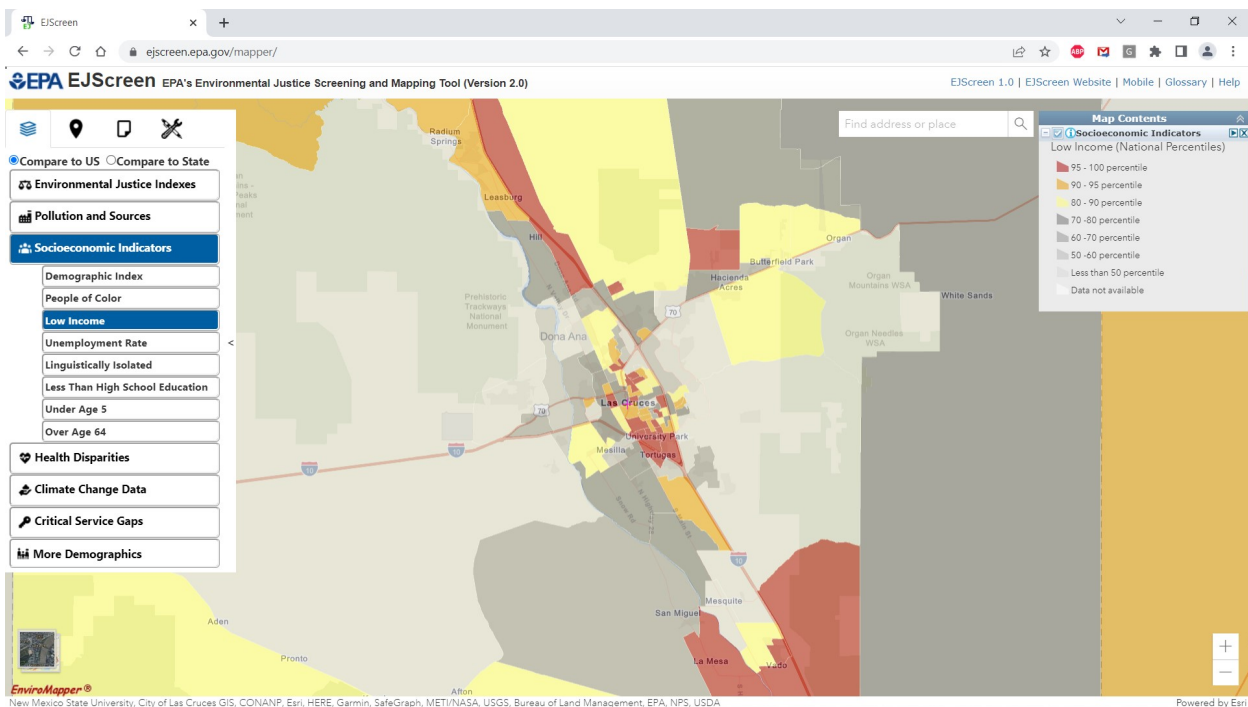 EJScreen
ejscreen.epa.gov/mapper/
EPA EJScreen EPA's Environmental Justice Screening and Mapping Tool (Version 2.0)
EJScreen 1.0 | EJScreen Website | Mobile | Glossary | Help
Compare to US Compare to State
Environmental Justice Indexes
Pollution and Sources
Socioeconomic Indicators
Demographic Index
People of Color
Low Income
Unemployment Rate
Linguistically Isolated
Less Than High School Education
Under Age 5
Over Age 64
Health Disparities
Climate Change Data
Critical Service Gaps
More Demographics
<
Find address or place
Map Contents
Socioeconomic Indicators
Low Income (National Percentiles)
95 - 100 percentile
90 - 95 percentile
80 - 90 percentile
70 -80 percentile
60 -70 percentile
50 -60 percentile
Less than 50 percentile
Data not available
Radium
Springs
Leasburg
Hill
Organ
Butterfield Park
Hacienda
Acres
Organ
Mountains WSA
White Sands
Prehistoric
Trackways
National
Monument
70
Dona Ana
Organ Needles
WSA
Las Cruces
70
University Park
Mesilla
Tortugas
10
10
10
Mesquite
San Miguel
Aden
La Mesa
Vado
Pronto
Afton
EnviroMapper ®
New Mexico State University, City of Las Cruces GIS, CONANP, Esri, HERE, Garmin, SafeGraph, METI/NASA, USGS, Bureau of Land Management, EPA, NPS, USDA
Powered by Esri